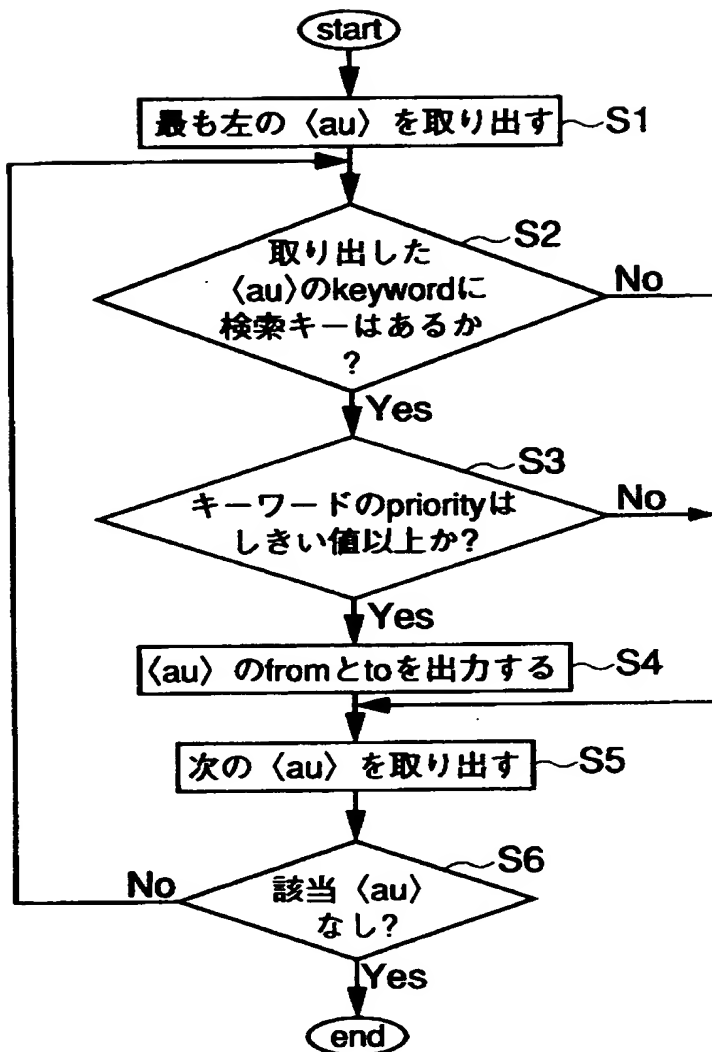 start
最も左の〈au〉を取り出す
S1
取り出した
〈au〉のkeywordに
検索キーはあるか
?
S2
No
Yes
キーワードのpriorityは
しきい値以上か?
S3
No
Yes
〈au〉のfromとtoを出力する
S4
次の〈au〉を取り出す
S5
該当〈au〉
なし?
S6
No
Yes
end